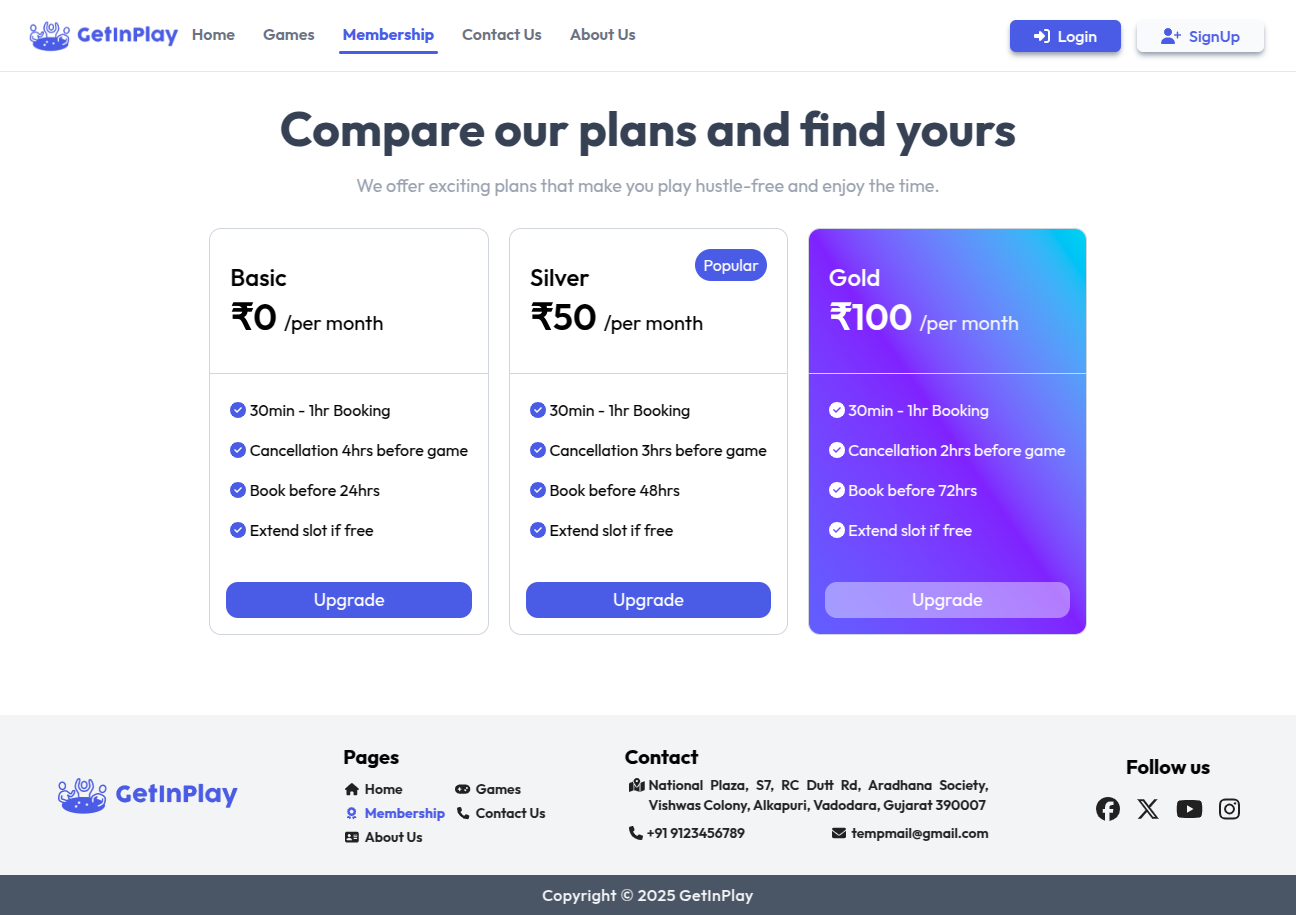 GetInPlay Home Games Membership Contact Us About Us Login SignUp
Compare our plans and find yours
We offer exciting plans that make you play hustle-free and enjoy the time.
Basic
₹0 /per month
30min - 1hr Booking
Cancellation 4hrs before game
Book before 24hrs
Extend slot if free
Upgrade
Popular
Silver
₹50 /per month
30min - 1hr Booking
Cancellation 3hrs before game
Book before 48hrs
Extend slot if free
Upgrade
Gold
₹100 /per month
30min - 1hr Booking
Cancellation 2hrs before game
Book before 72hrs
Extend slot if free
Upgrade
GetInPlay
Pages
Home Games
Membership Contact Us
About Us
Contact
National Plaza, S7, RC Dutt Rd, Aradhana Society,
Vishwas Colony, Alkapuri, Vadodara, Gujarat 390007
+91 9123456789 tempmail@gmail.com
Follow us
Copyright © 2025 GetInPlay